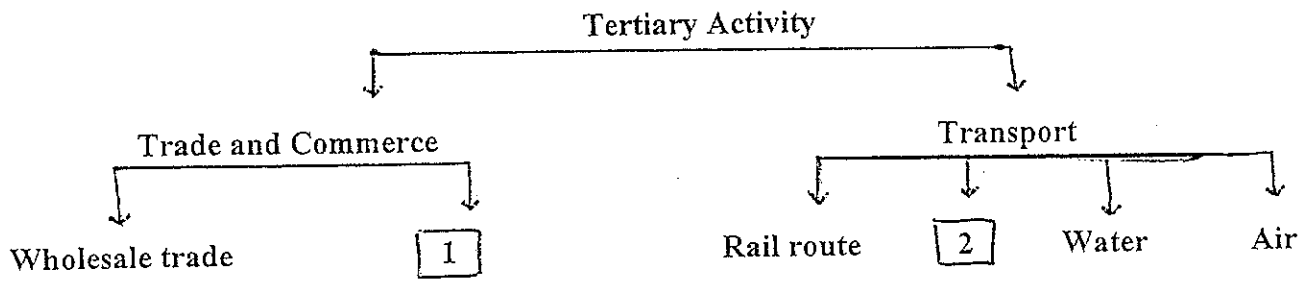 Tertiary Activity
Trade and Commerce Transport
Wholesale trade 1 Rail route 2 Water Air